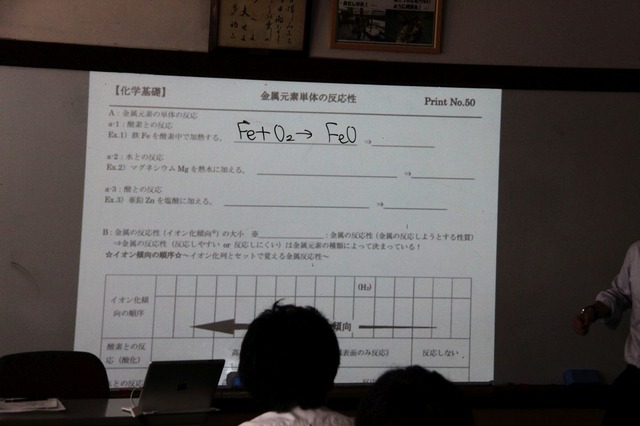 【化学基礎】 金属元素単体の反応性 Print No.50
A：金属元素の単体の反応
a-1：酸素との反応
Ex.1）鉄 Fe を酸素中で加熱する。 Fe+O₂→ FeO ⇒
a-2：水との反応
Ex.2）マグネシウム Mg を熱水に加える。 ⇒
a-3：酸との反応
Ex.3）亜鉛 Zn を塩酸に加える。 ⇒
B：金属の反応性（イオン化傾向※）の大小 ※ ：金属の反応性（金属の反応しようとする性質）
⇒金属の反応性（反応しやすい or 反応しにくい）は金属元素の種類によって決まっている！
☆イオン傾向の順序☆～イオン化列とセットで覚える金属反応性～
イオン化傾向の順序 (H₂)
傾向
酸素との反応（酸化） 高 表面のみ反応） 反応しない
との反応